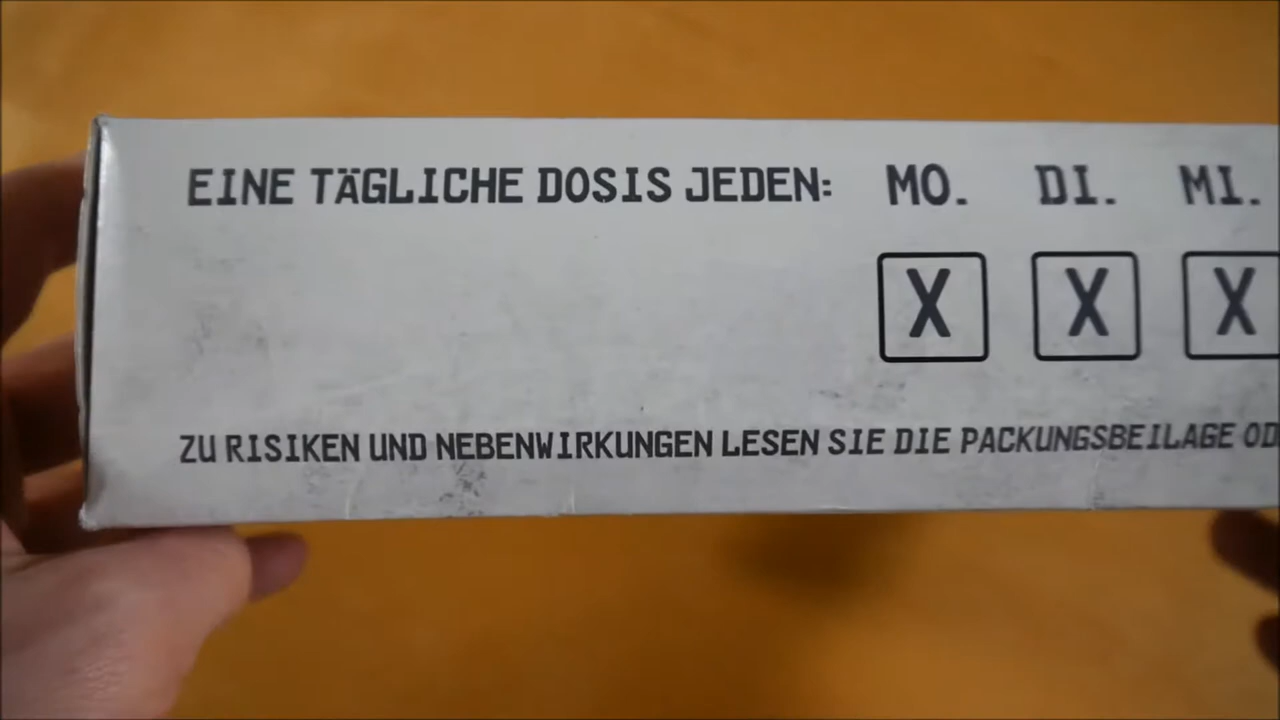 EINE TÄGLICHE DOSIS JEDEN: MO. DI. MI.
X X X
ZU RISIKEN UND NEBENWIRKUNGEN LESEN SIE DIE PACKUNGSBEILAGE OD